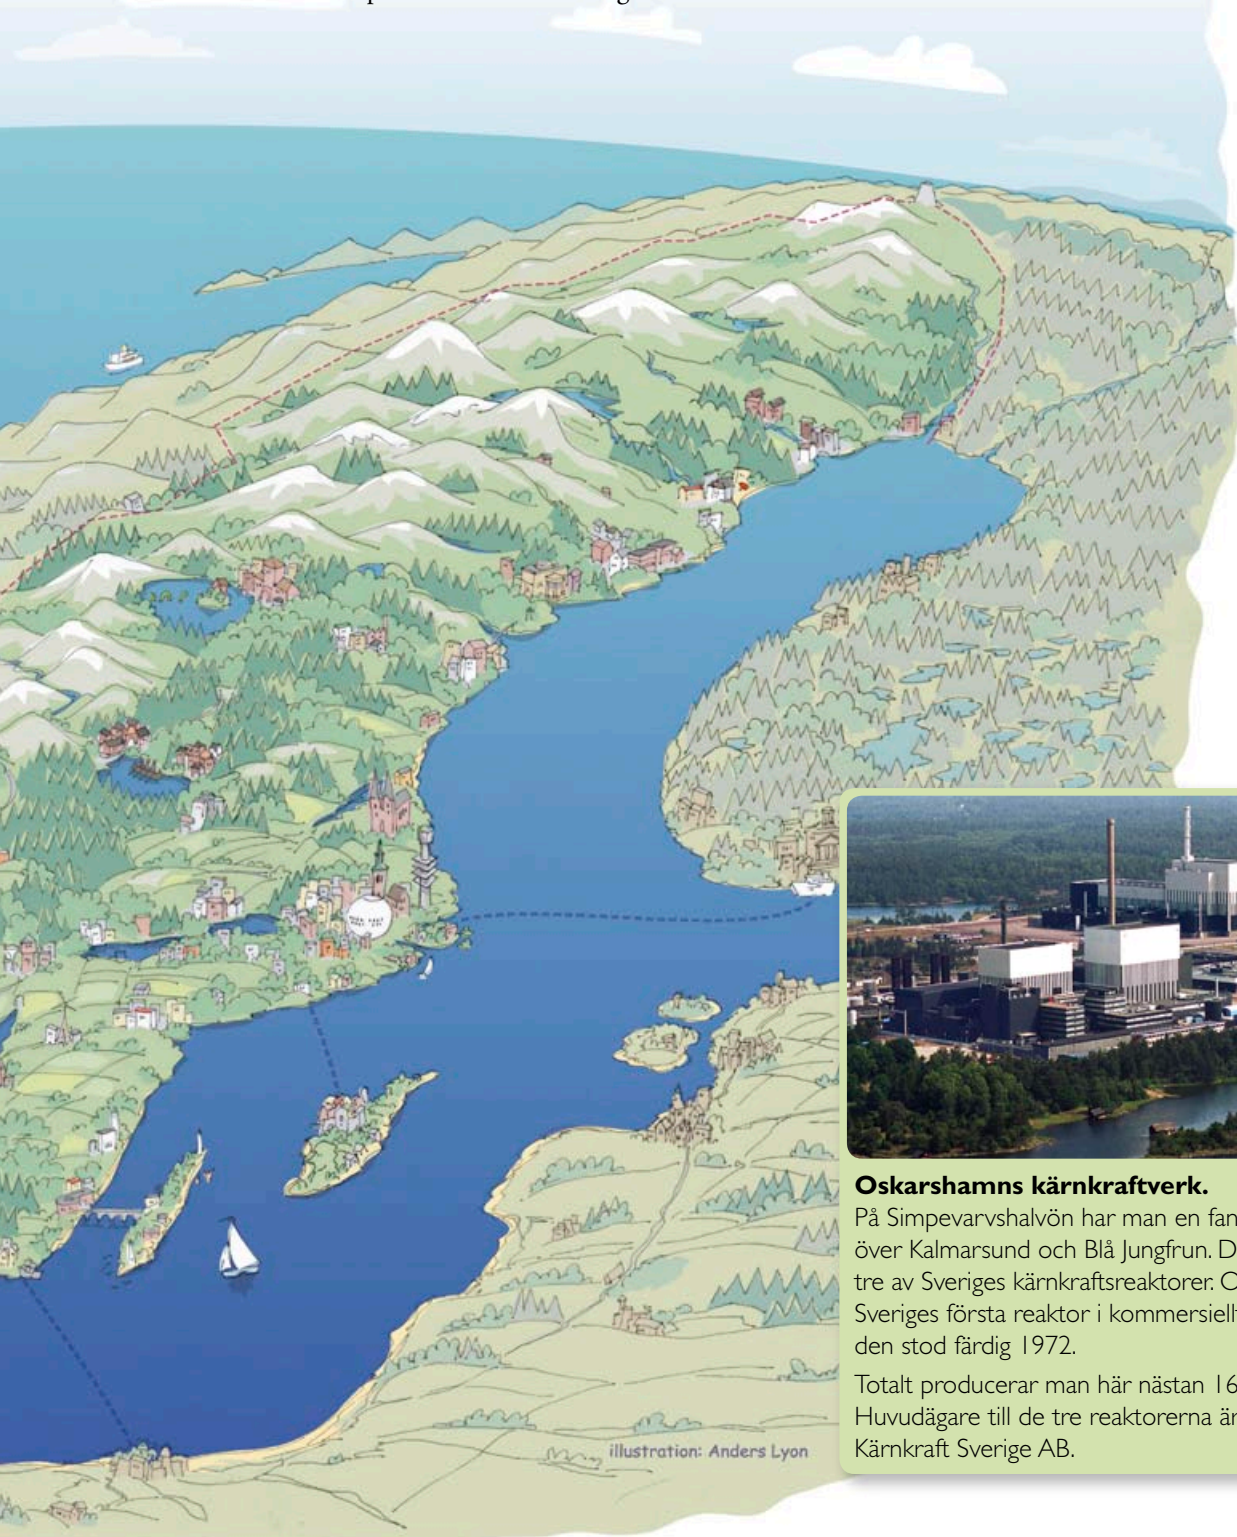 illustration: Anders Lyon
Oskarshamns kärnkraftverk.
På Simpevarvshalvön har man en fan
över Kalmarsund och Blå Jungfrun. D
tre av Sveriges kärnkraftsreaktorer. O
Sveriges första reaktor i kommersiellt
den stod färdig 1972.
Totalt producerar man här nästan 16
Huvudägare till de tre reaktorerna är
Kärnkraft Sverige AB.